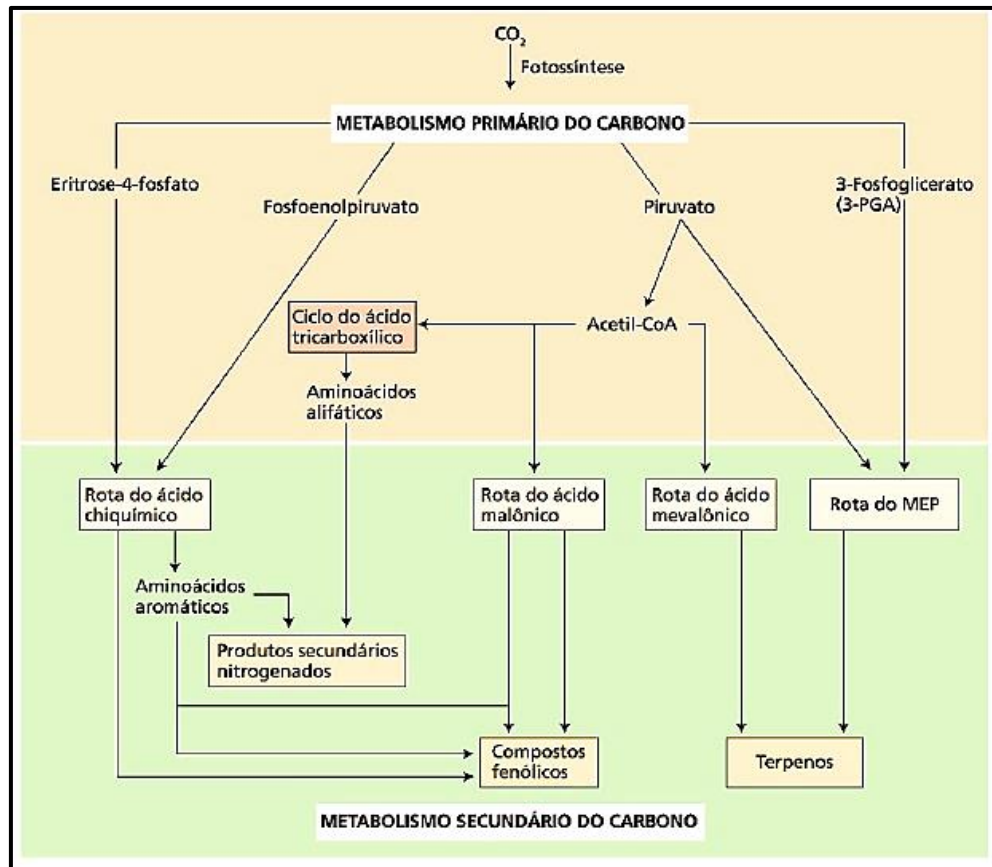 CO₂
Fotossíntese
METABOLISMO PRIMÁRIO DO CARBONO
Eritrose-4-fosfato
Fosfoenolpiruvato
Piruvato
3-Fosfoglicerato
(3-PGA)
Ciclo do ácido
tricarboxílico
Acetil-CoA
Aminoácidos
alifáticos
Rota do ácido
chiquímico
Rota do ácido
malônico
Rota do ácido
mevalônico
Rota do MEP
Aminoácidos
aromáticos
Produtos secundários
nitrogenados
Compostos
fenólicos
Terpenos
METABOLISMO SECUNDÁRIO DO CARBONO